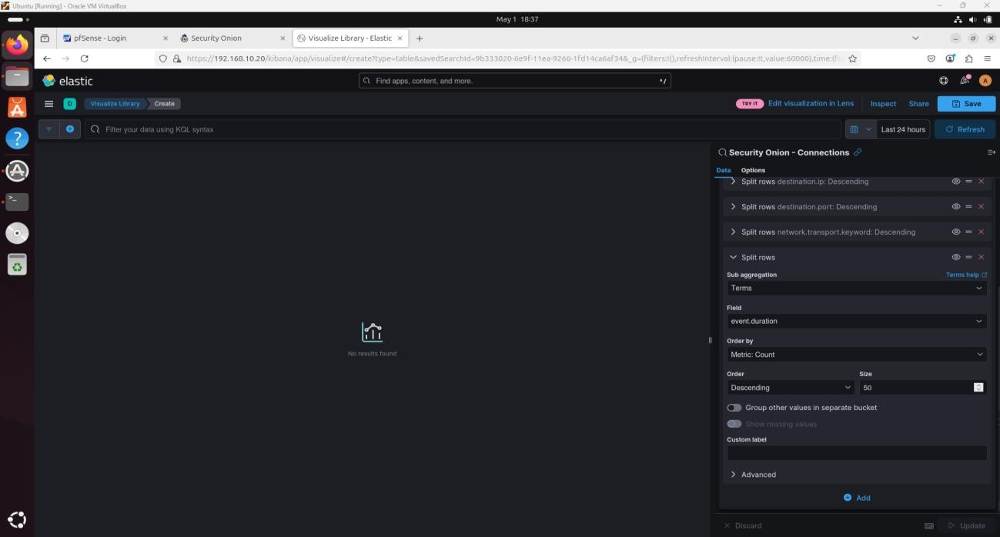 Ubuntu [Running] - Oracle VM VirtualBox
May 1 18:37
pfSense - Login
Security Onion
Visualize Library - Elastic
https://192.168.10.20/kibana/app/visualize#/create?type=table&savedSearchId=9b333020-6e9f-11ea-9266-1fd14ca6af34&_g=(filters:!(),refreshInterval:(pause:!t,value:60000),time:(fr
elastic
Find apps, content, and more.
^/
A
D
Visualize Library
Create
TRY IT
Edit visualization in Lens
Inspect
Share
Save
Filter your data using KQL syntax
Last 24 hours
Refresh
Security Onion - Connections
Data
Options
Split rows destination.ip: Descending
Split rows destination.port: Descending
Split rows network.transport.keyword: Descending
Split rows
Sub aggregation
Terms help
Terms
Field
event.duration
Order by
Metric: Count
Order
Size
Descending
50
Group other values in separate bucket
Show missing values
Custom label
Advanced
Add
No results found
Discard
Update